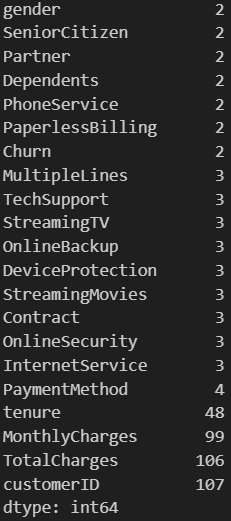 gender 2
SeniorCitizen 2
Partner 2
Dependents 2
PhoneService 2
PaperlessBilling 2
Churn 2
MultipleLines 3
TechSupport 3
StreamingTV 3
OnlineBackup 3
DeviceProtection 3
StreamingMovies 3
Contract 3
OnlineSecurity 3
InternetService 3
PaymentMethod 4
tenure 48
MonthlyCharges 99
TotalCharges 106
customerID 107
dtype: int64